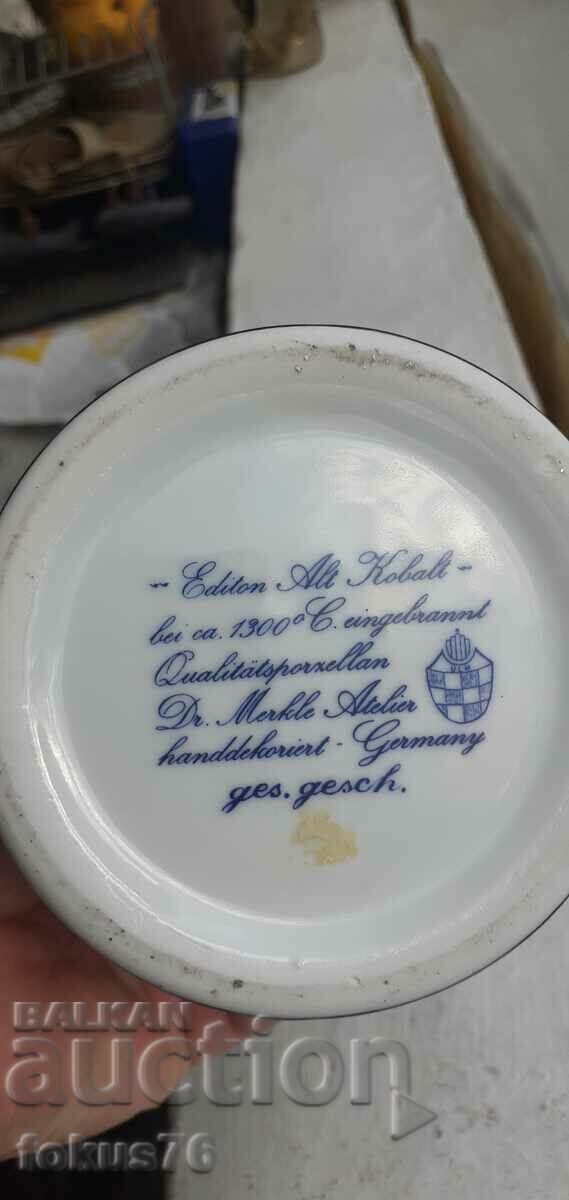 ~ Editon Alt Kobalt ~
bei ca. 1300° C. eingebrannt
Qualitätsporzellan
Dr. Merkle Atelier
handdekoriert - Germany
ges. gesch.
BALKAN
auction
fokus76